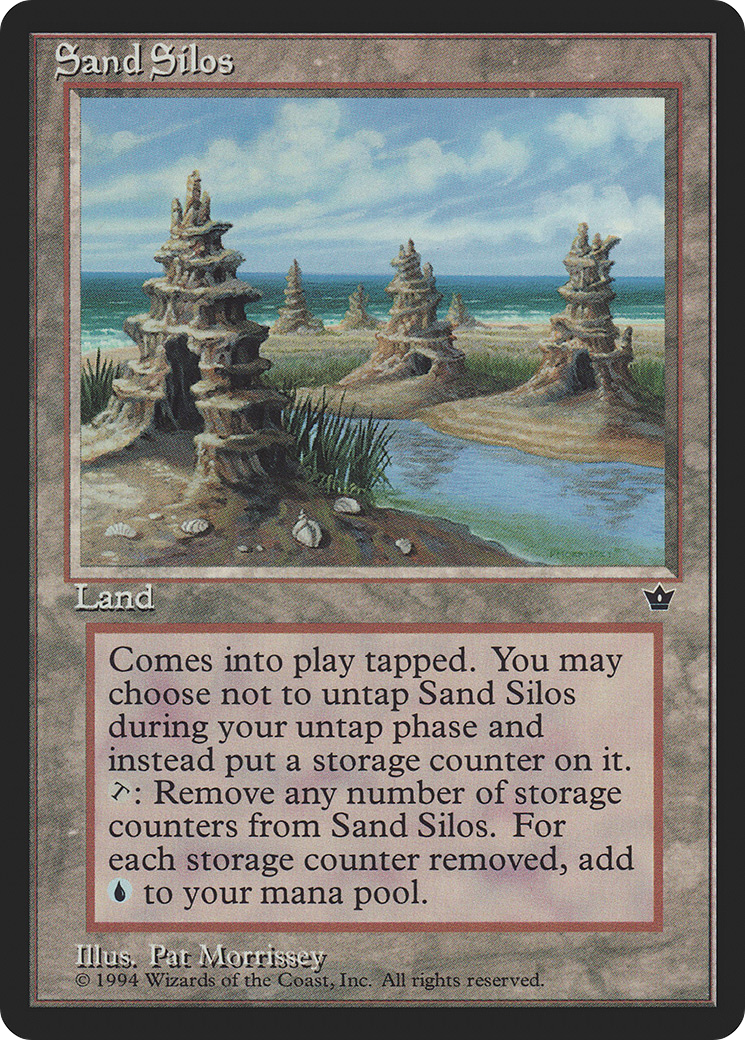 Sand Silos
Land
Comes into play tapped. You may
choose not to untap Sand Silos
during your untap phase and
instead put a storage counter on it.
T: Remove any number of storage
counters from Sand Silos. For
each storage counter removed, add
to your mana pool.
Illus. Pat Morrissey
© 1994 Wizards of the Coast, Inc. All rights reserved.